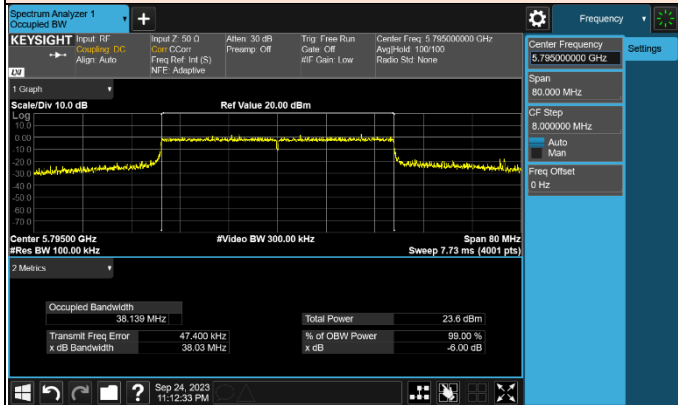 Spectrum Analyzer 1
Occupied BW
+
Frequency
KEYSIGHT
Input: RF
Coupling: DC
Align: Auto
Input Z: 50 Ω
Corr CCorr
Freq Ref: Int (S)
NFE: Adaptive
Atten: 30 dB
Preamp: Off
Trig: Free Run
Gate: Off
#IF Gain: Low
Center Freq: 5.795000000 GHz
Avg|Hold: 100/100
Radio Std: None
LXI
1 Graph
Scale/Div 10.0 dB
Ref Value 20.00 dBm
Log
10.0
0.00
-10.0
-20.0
-30.0
-40.0
-50.0
-60.0
-70.0
Center 5.79500 GHz
#Video BW 300.00 kHz
Span 80 MHz
#Res BW 100.00 kHz
Sweep 7.73 ms (4001 pts)
2 Metrics
Occupied Bandwidth
38.139 MHz
Total Power
23.6 dBm
Transmit Freq Error
47.400 kHz
% of OBW Power
99.00 %
x dB Bandwidth
38.03 MHz
x dB
-6.00 dB
Center Frequency
5.795000000 GHz
Settings
Span
80.000 MHz
CF Step
8.000000 MHz
Auto
Man
Freq Offset
0 Hz
?
Sep 24, 2023
11:12:33 PM